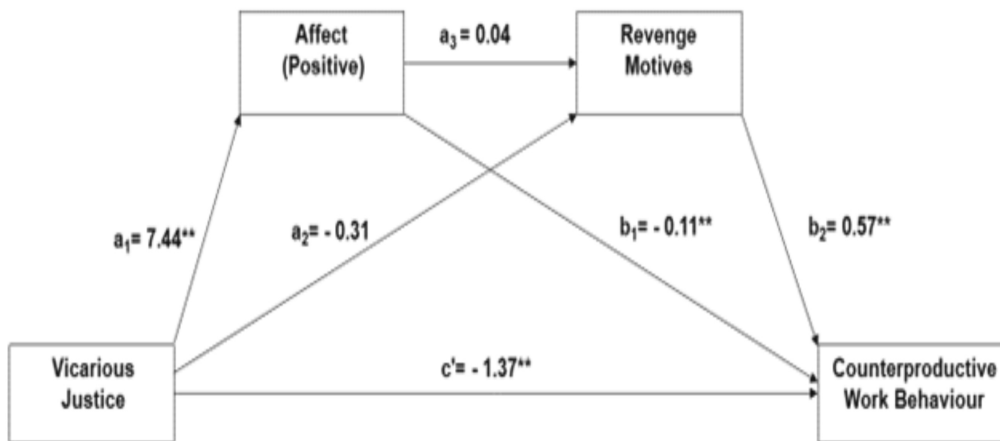 Affect
(Positive)
a₃ = 0.04
Revenge
Motives
a₁= 7.44**
a₂= - 0.31
b₁= - 0.11**
b₂= 0.57**
Vicarious
Justice
c'= - 1.37**
Counterproductive
Work Behaviour